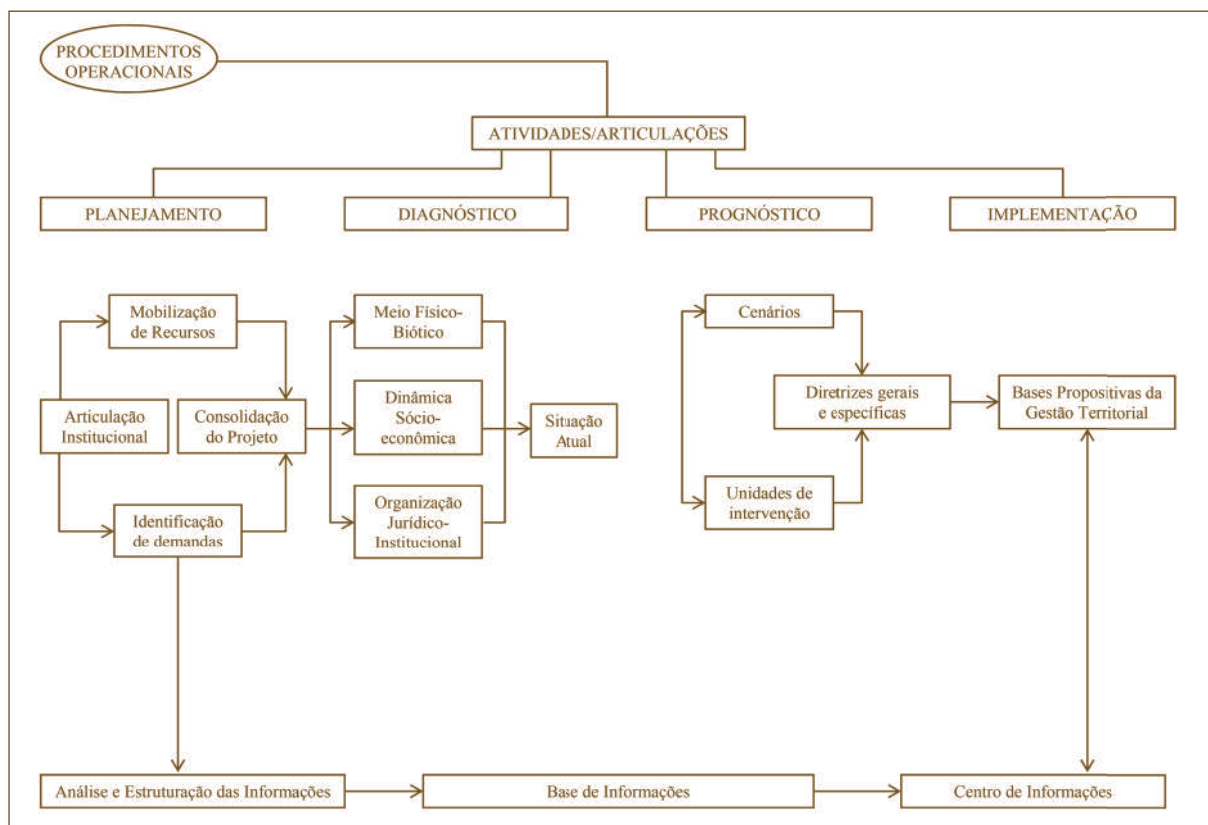 PROCEDIMENTOS
OPERACIONAIS
ATIVIDADES/ARTICULAÇÕES
PLANEJAMENTO
DIAGNÓSTICO
PROGNÓSTICO
IMPLEMENTAÇÃO
Mobilização
de Recursos
Articulação
Institucional
Consolidação
do Projeto
Identificação
de demandas
Meio Físico-
Biótico
Dinâmica
Sócio-
econômica
Organização
Jurídico-
Institucional
Situação
Atual
Cenários
Diretrizes gerais
e específicas
Unidades de
intervenção
Bases Propositivas da
Gestão Territorial
Análise e Estruturação das Informações
Base de Informações
Centro de Informações